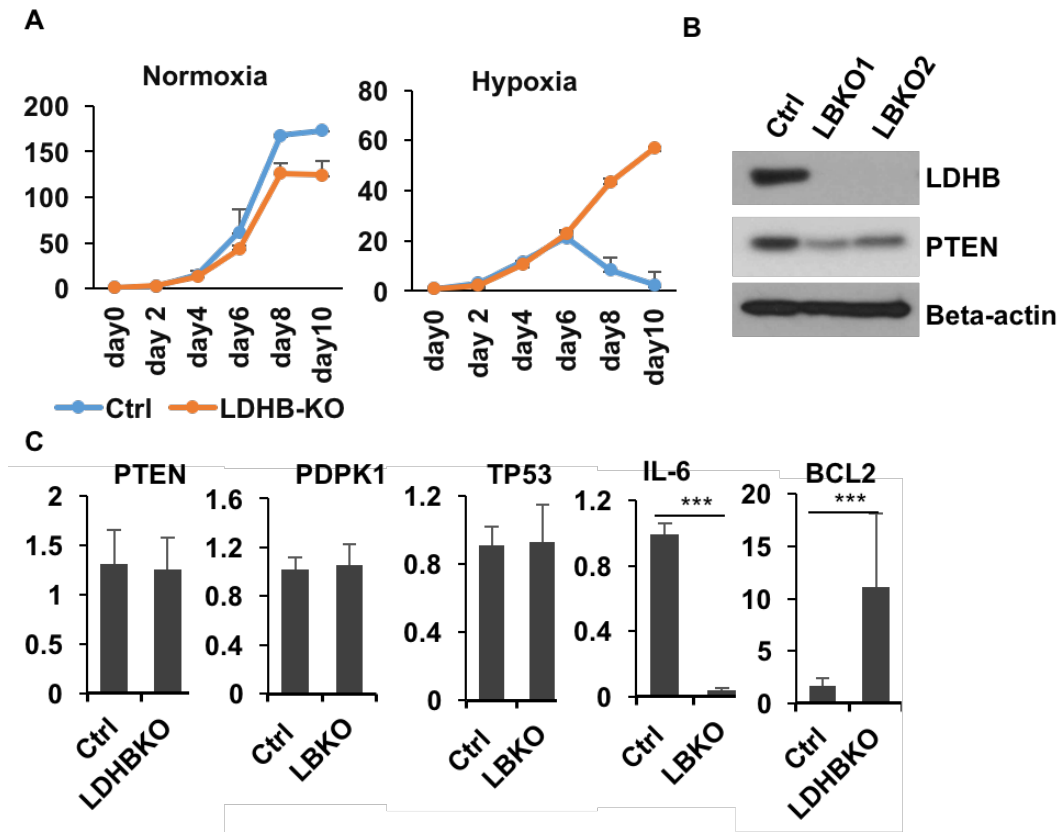 A
Normoxia
200
150
100
50
0
day0
day 2
day4
day6
day8
day10
Hypoxia
80
60
40
20
0
day0
day 2
day4
day6
day8
day10
Ctrl
LDHB-KO
B
Ctrl
LBKO1
LBKO2
LDHB
PTEN
Beta-actin
C
PTEN
2
1.5
1
0.5
0
Ctrl
LDHBKO
PDPK1
1.6
1.2
0.8
0.4
0
Ctrl
LBKO
TP53
1.2
0.8
0.4
0
Ctrl
LBKO
IL-6
***
1.2
0.8
0.4
0
Ctrl
LBKO
BCL2
***
20
15
10
5
0
Ctrl
LDHBKO